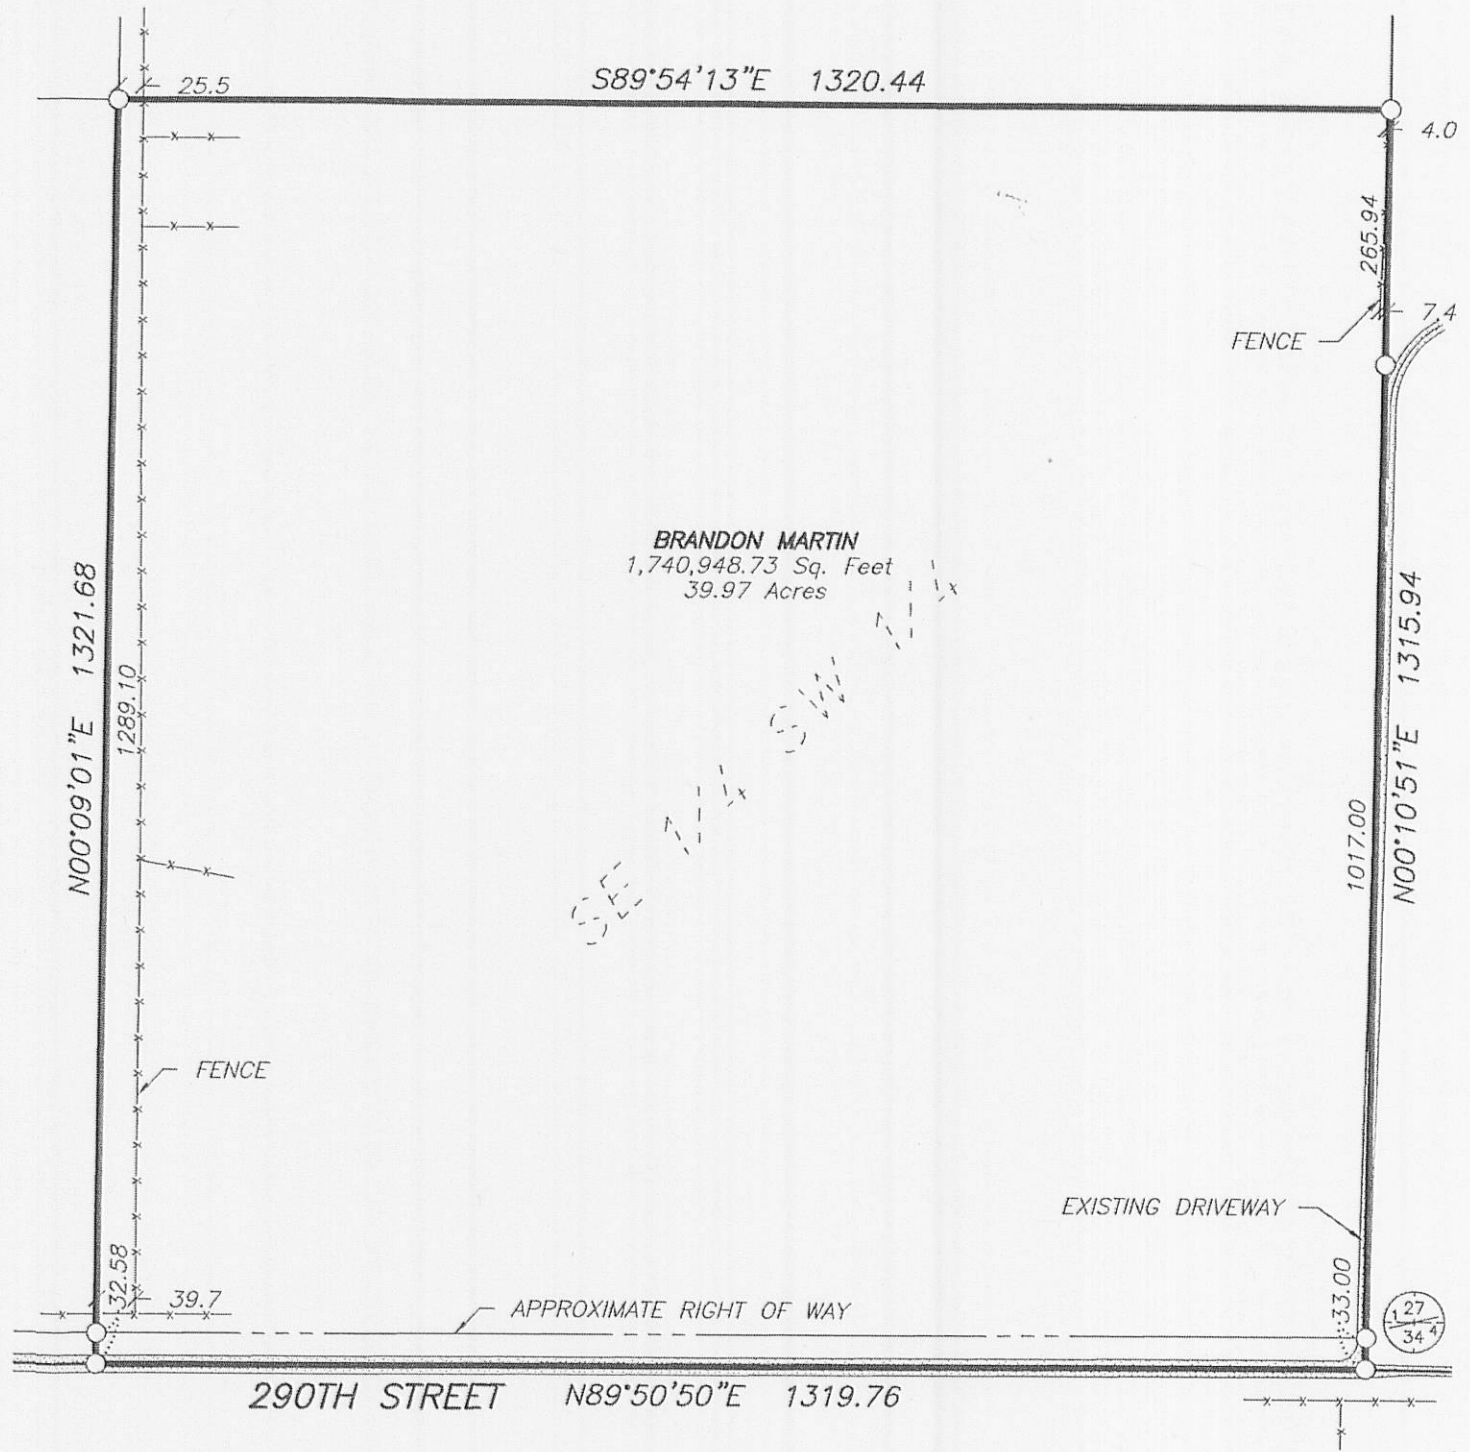 S89°54'13"E 1320.44
25.5
4.0
265.94
7.4
FENCE
BRANDON MARTIN
1,740,948.73 Sq. Feet
39.97 Acres
SE 1/4 SW 1/4
N00°09'01"E 1321.68
1289.10
N00°10'51"E 1315.94
1017.00
FENCE
EXISTING DRIVEWAY
32.58
39.7
33.00
APPROXIMATE RIGHT OF WAY
1 27
34 4
290TH STREET N89°50'50"E 1319.76